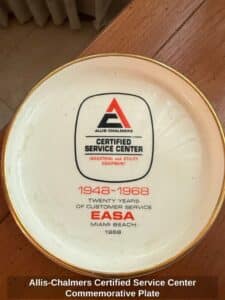 ALLIS-CHALMERS
CERTIFIED
SERVICE CENTER
INDUSTRIAL and UTILITY
EQUIPMENT
1948-1968
TWENTY YEARS
OF CUSTOMER SERVICE
EASA
MIAMI BEACH
1968
Allis-Chalmers Certified Service Center
Commemorative Plate